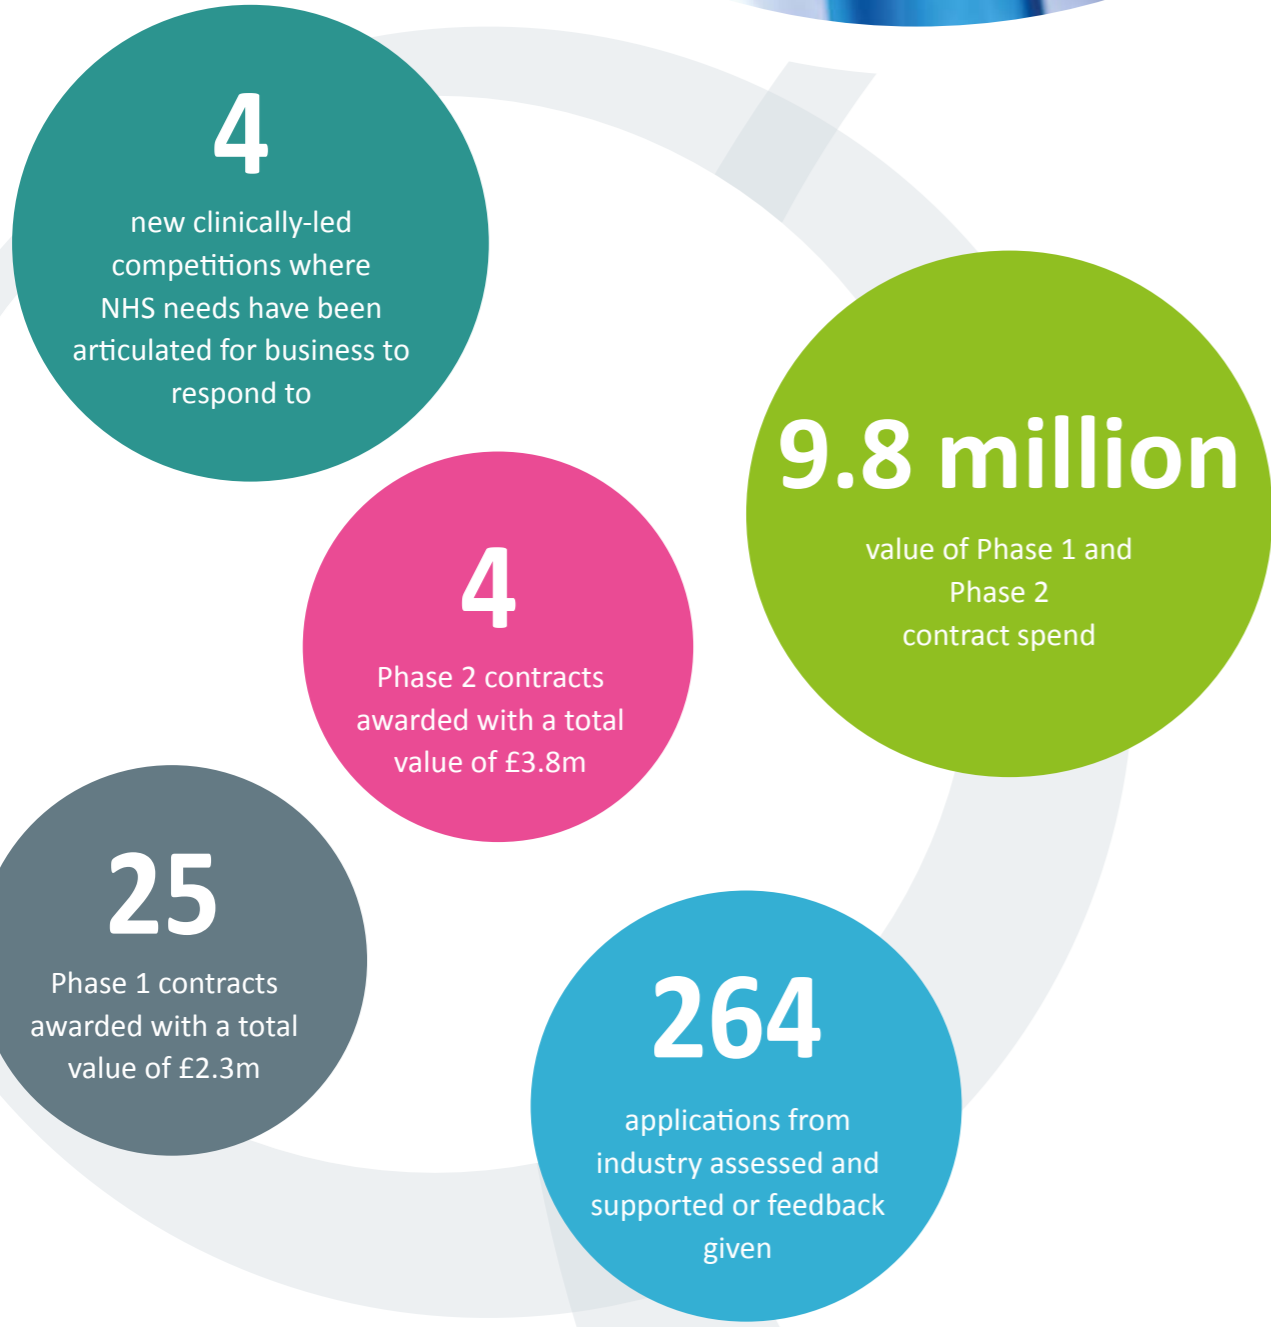 4
new clinically-led
competitions where
NHS needs have been
articulated for business to
respond to
9.8 million
value of Phase 1 and
Phase 2
contract spend
4
Phase 2 contracts
awarded with a total
value of £3.8m
25
Phase 1 contracts
awarded with a total
value of £2.3m
264
applications from
industry assessed and
supported or feedback
given